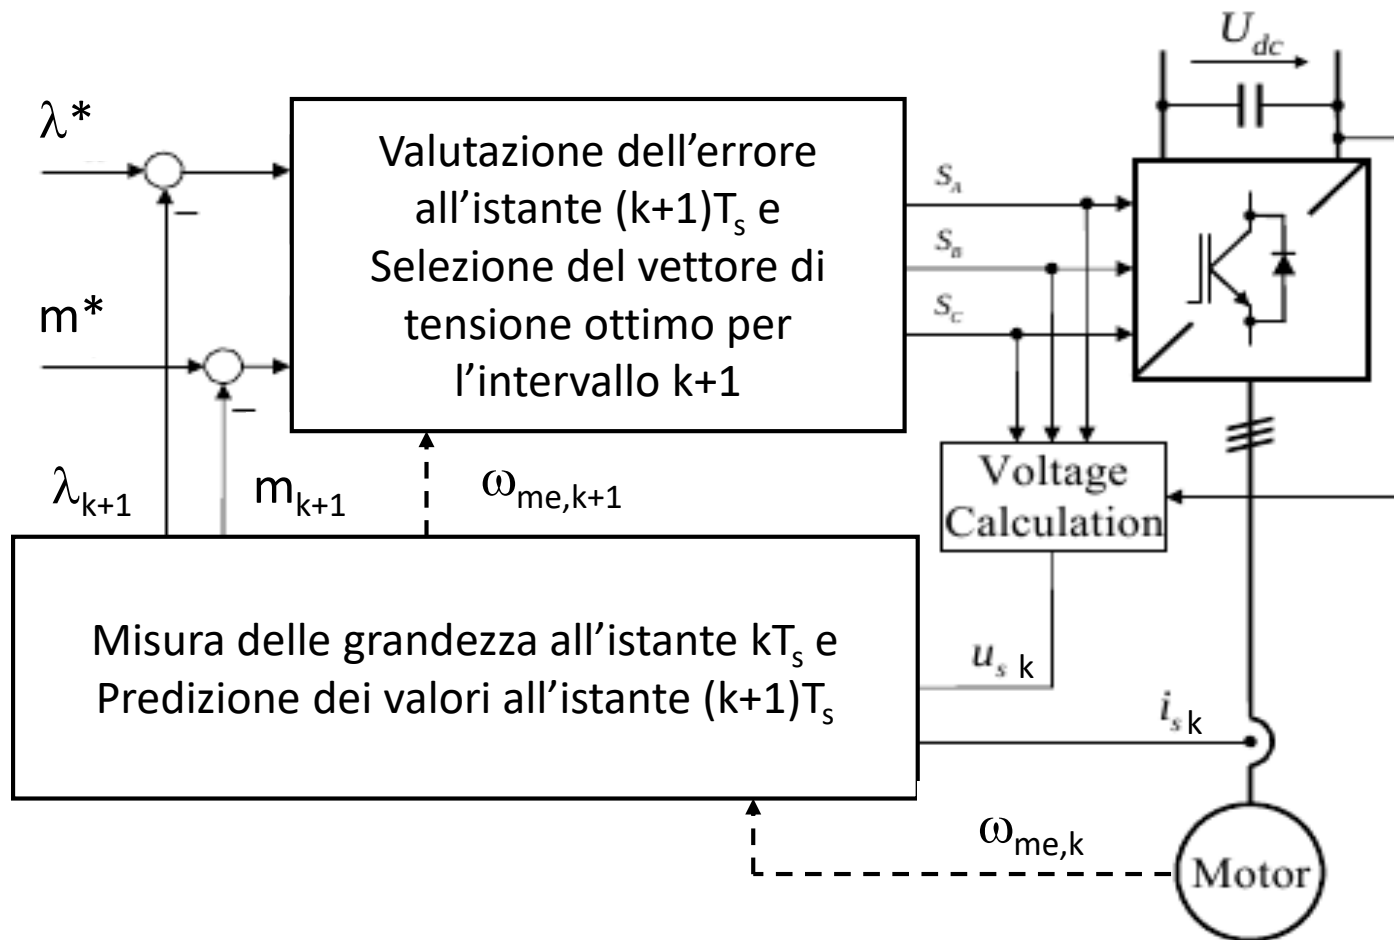 U_dc
λ*
Valutazione dell’errore
all’istante (k+1)T_s e
Selezione del vettore di
tensione ottimo per
l’intervallo k+1
S_A
S_B
S_C
m*
–
–
λ_k+1
m_k+1
ω_me,k+1
Voltage
Calculation
Misura delle grandezza all’istante kT_s e
Predizione dei valori all’istante (k+1)T_s
u_s k
i_s k
ω_me,k
Motor